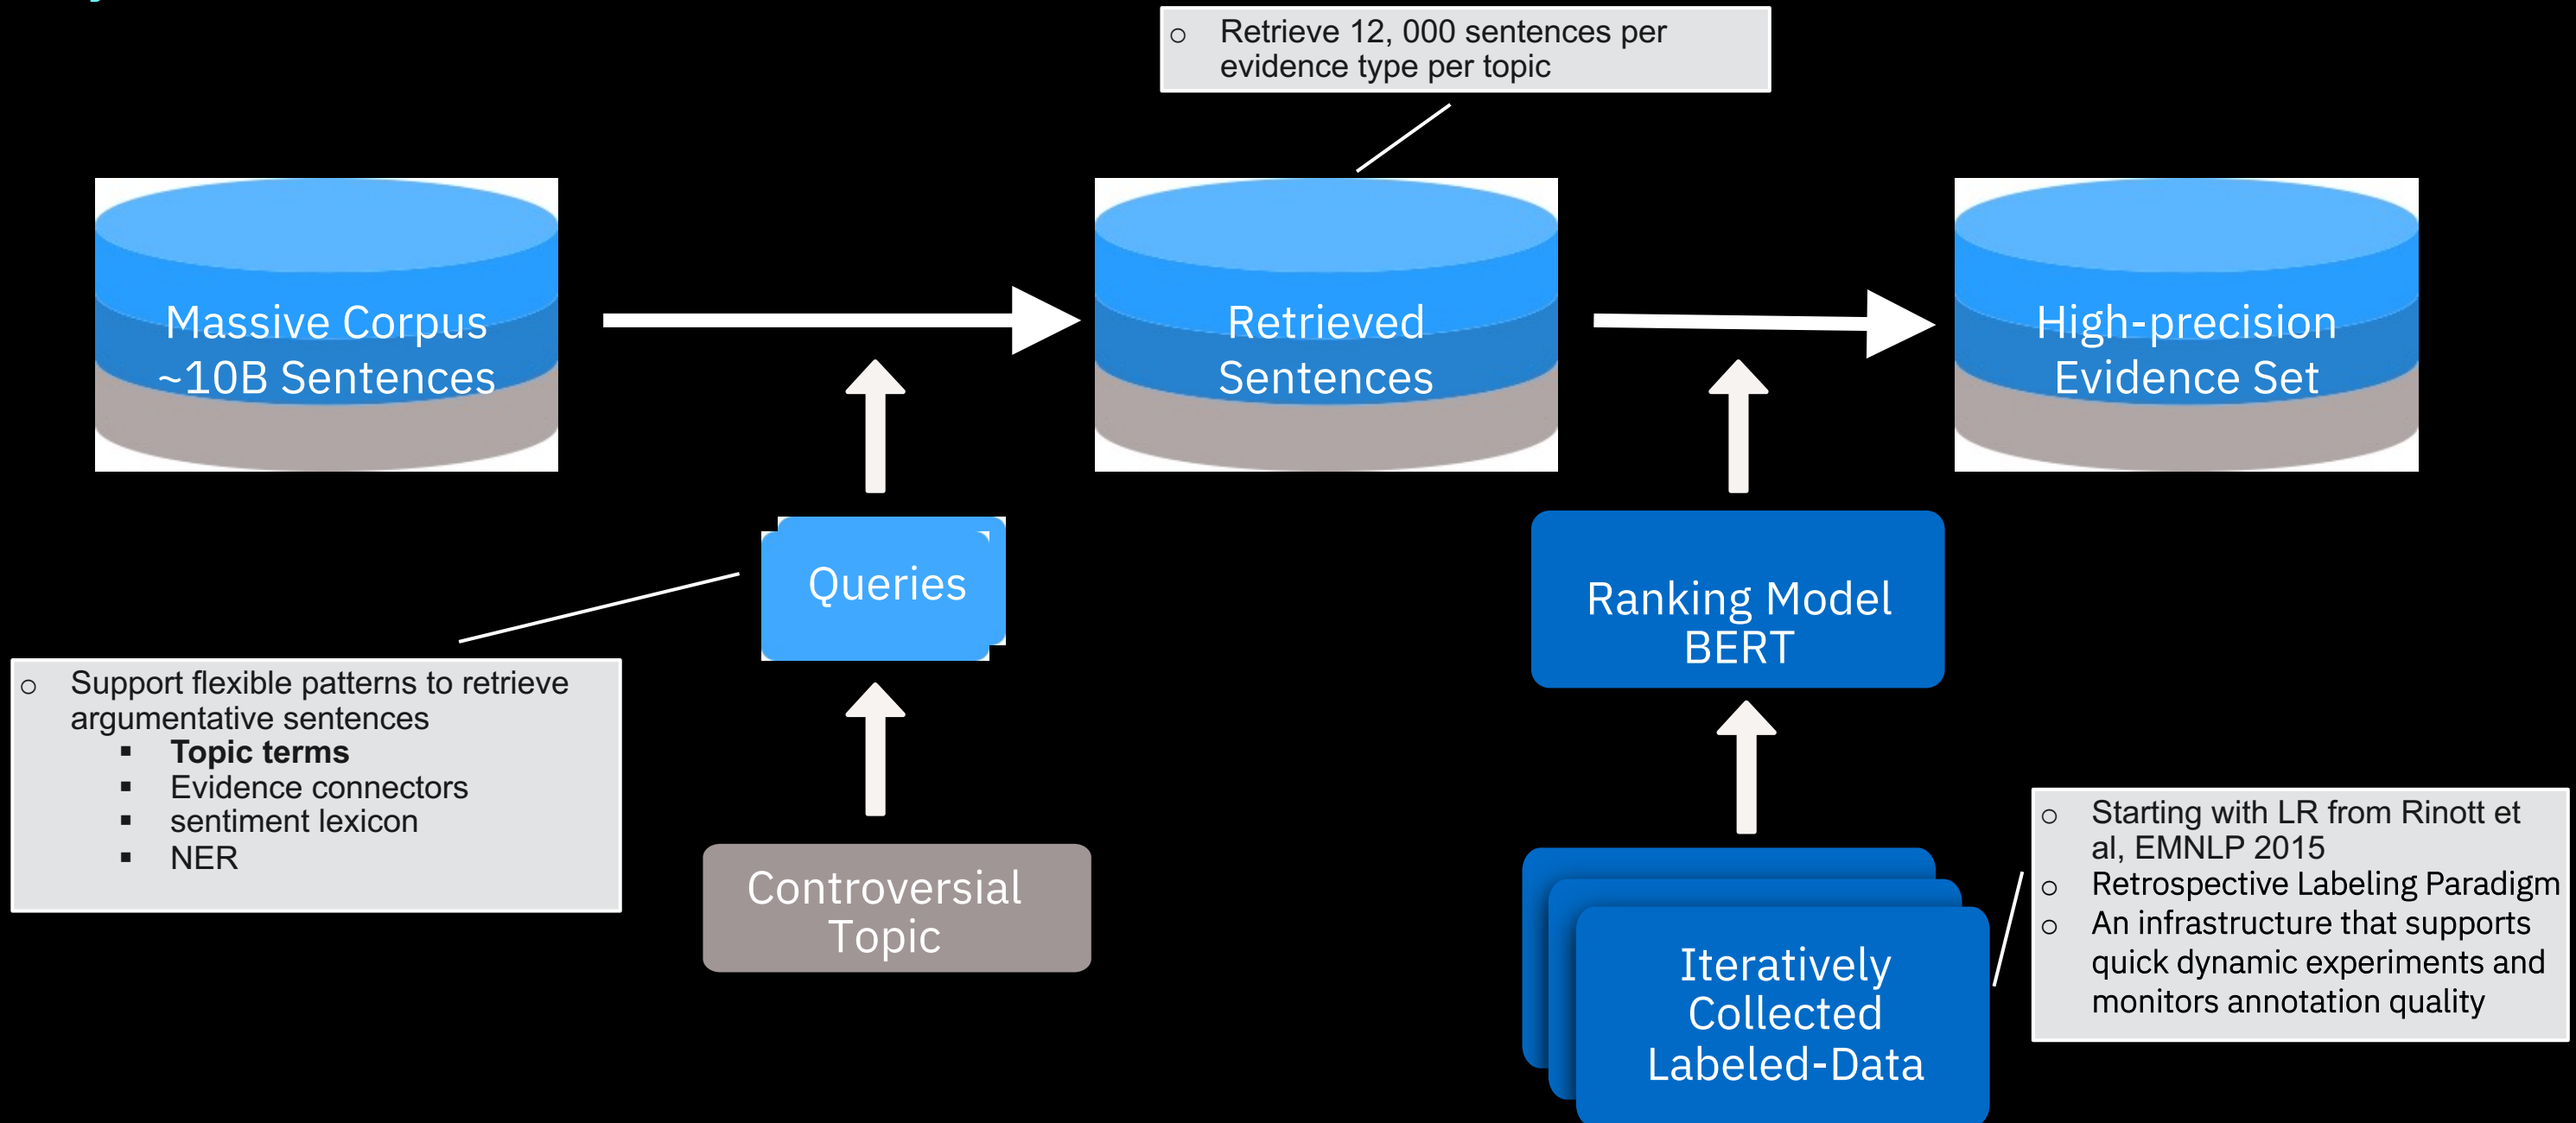 ○ Retrieve 12, 000 sentences per
evidence type per topic
Massive Corpus
~10B Sentences
Retrieved
Sentences
High-precision
Evidence Set
Queries
Ranking Model
BERT
○ Support flexible patterns to retrieve
argumentative sentences
▪ Topic terms
▪ Evidence connectors
▪ sentiment lexicon
▪ NER
Controversial
Topic
Iteratively
Collected
Labeled-Data
○ Starting with LR from Rinott et
al, EMNLP 2015
○ Retrospective Labeling Paradigm
○ An infrastructure that supports
quick dynamic experiments and
monitors annotation quality